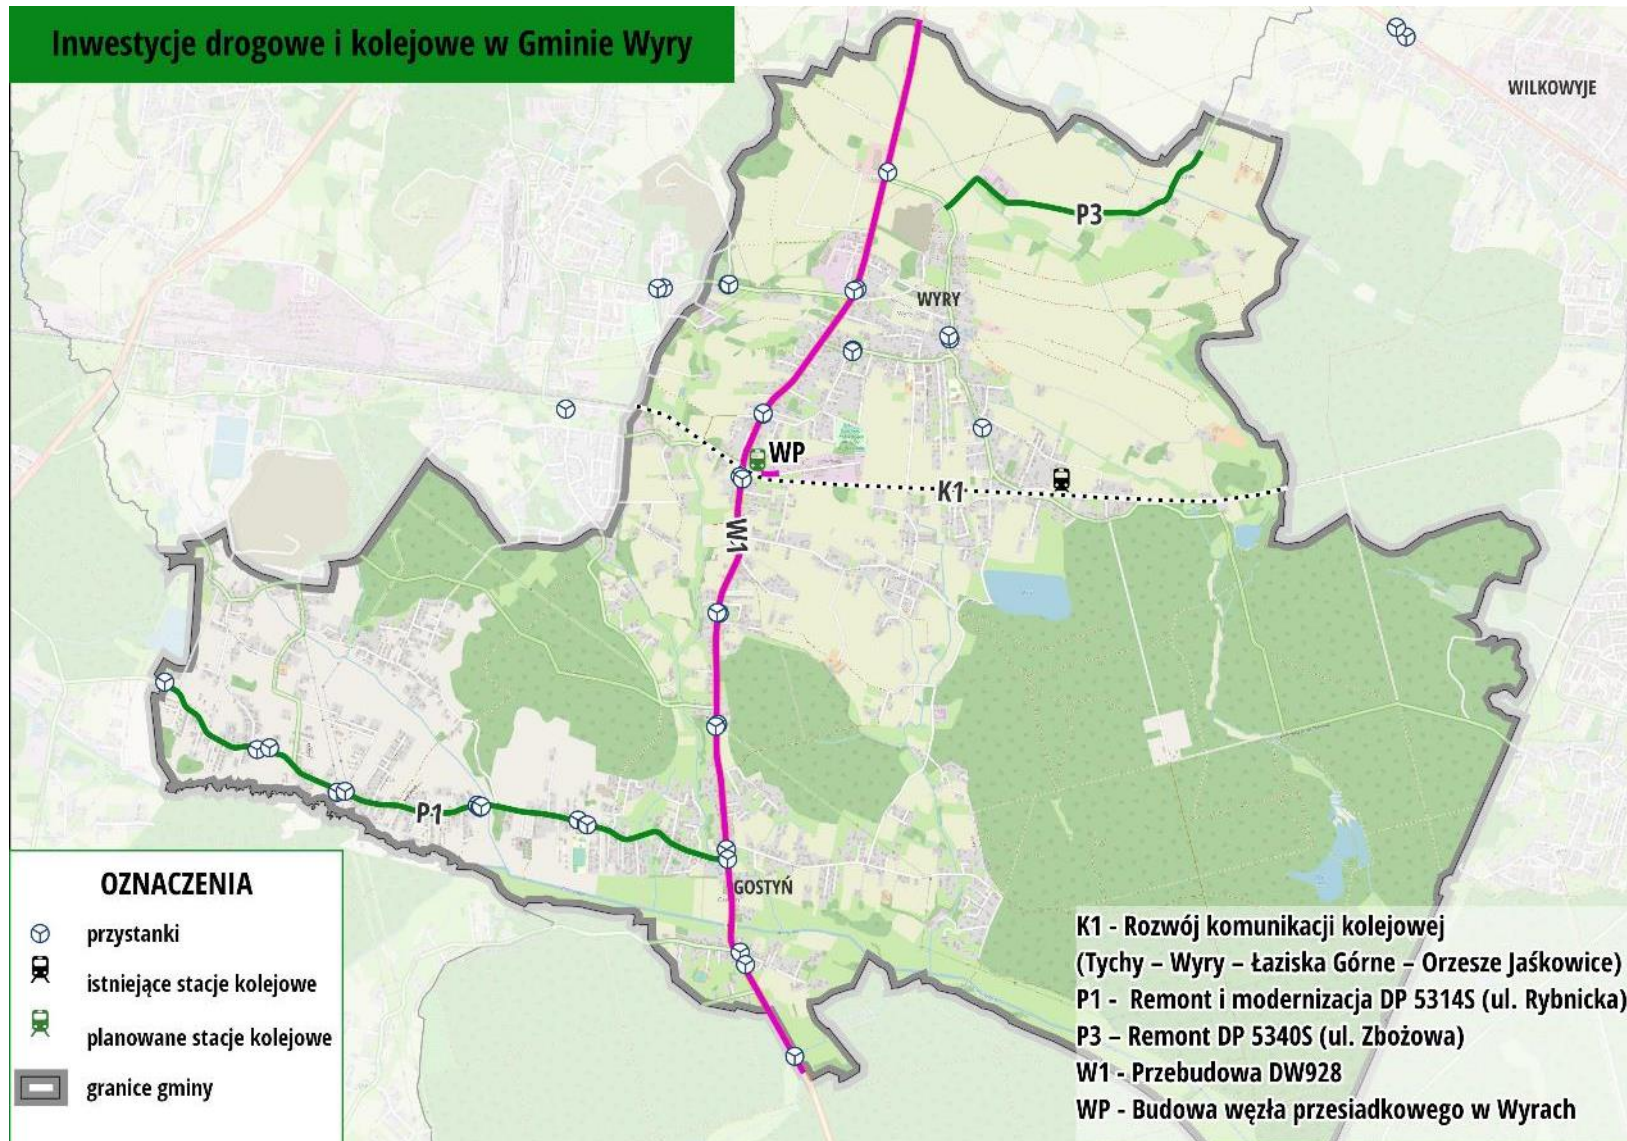 Inwestycje drogowe i kolejowe w Gminie Wyry
WILKOWYJE
P3
WYRY
WP
K1
W1
P1
GOSTYŃ
OZNACZENIA
przystanki
istniejące stacje kolejowe
planowane stacje kolejowe
granice gminy
K1 - Rozwój komunikacji kolejowej
(Tychy – Wyry – Łaziska Górne – Orzesze Jaśkowice)
P1 - Remont i modernizacja DP 5314S (ul. Rybnicka)
P3 – Remont DP 5340S (ul. Zbożowa)
W1 - Przebudowa DW928
WP - Budowa węzła przesiadkowego w Wyrach